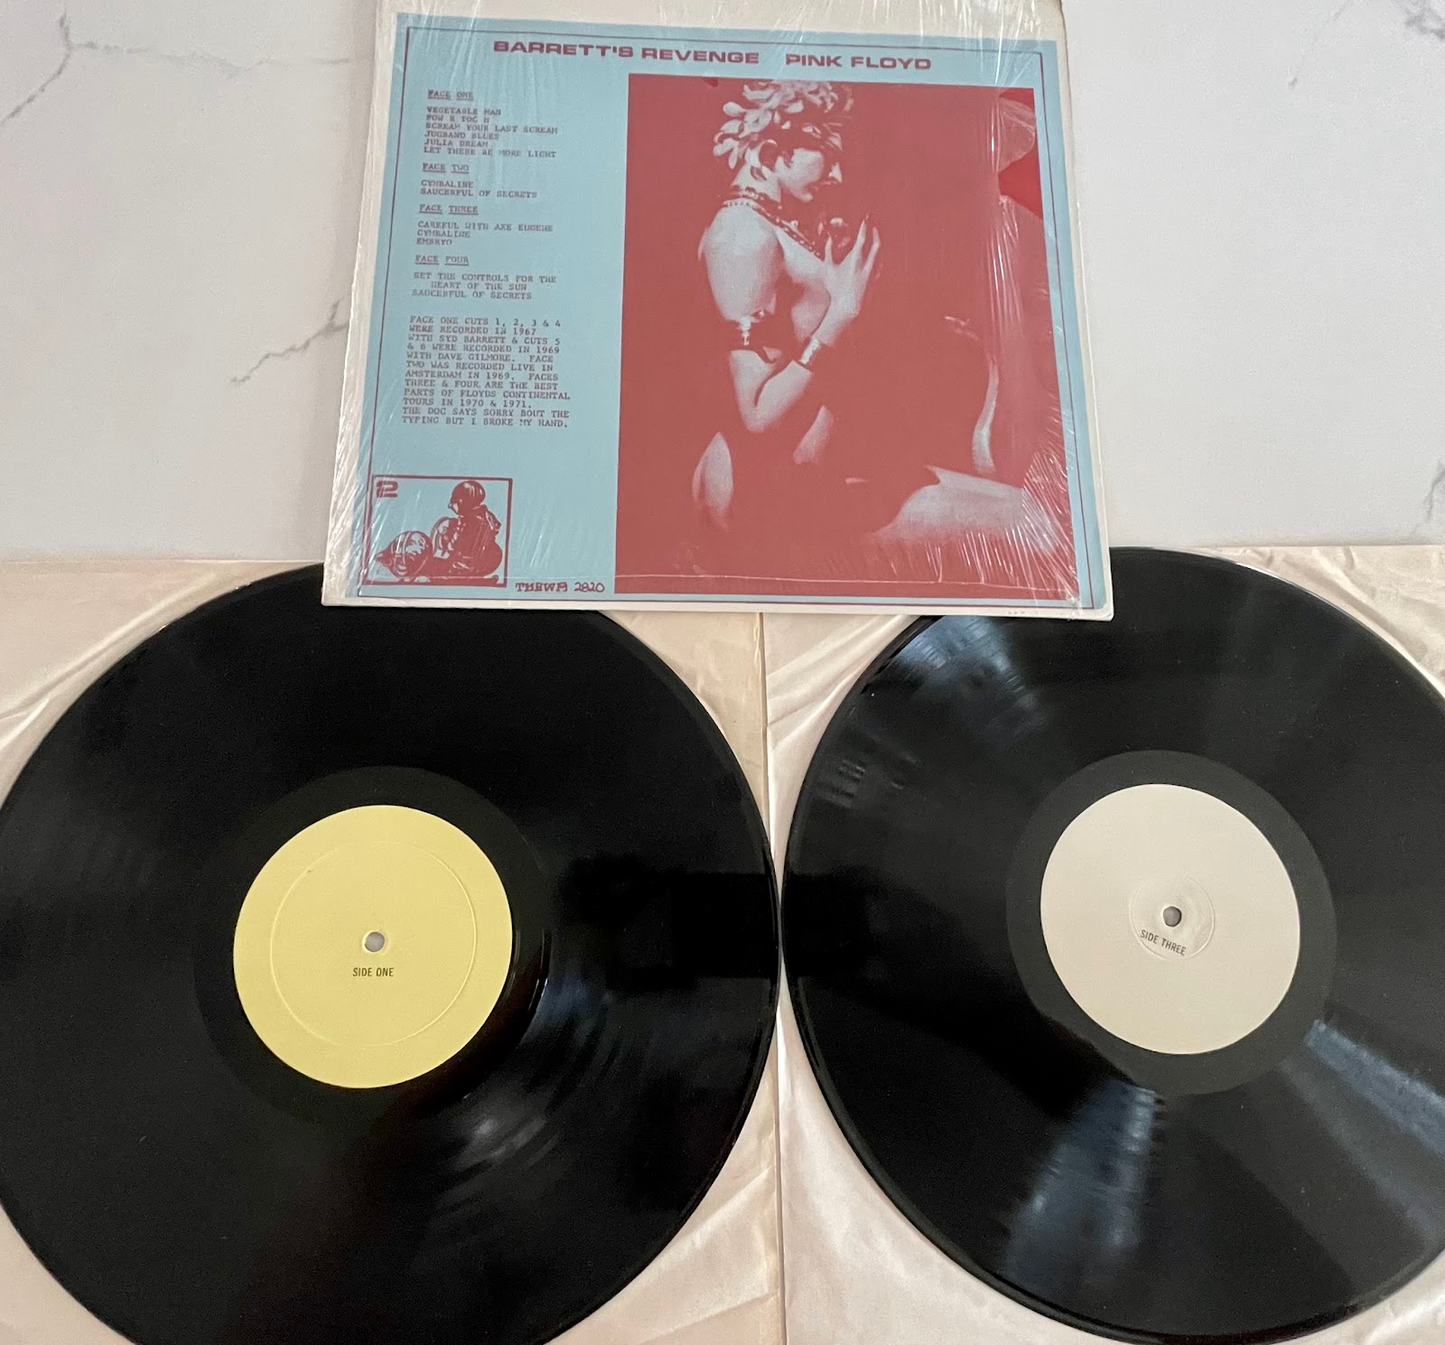 BARRETT'S REVENGE PINK FLOYD
FACE ONE
VEGETABLE MAN
POW R TOC H
SCREAM YOUR LAST SCREAM
JUGBAND BLUES
JULIA DREAM
LET THERE BE MORE LIGHT
FACE TWO
CYMBALINE
SAUCERFUL OF SECRETS
FACE THREE
CAREFUL WITH AXE EUGENE
CYMBALINE
EMBRYO
FACE FOUR
SET THE CONTROLS FOR THE
HEART OF THE SUN
SAUCERFUL OF SECRETS
FACE ONE CUTS 1, 2, 3 & 4
WERE RECORDED IN 1967
WITH SYD BARRETT & CUTS 5
& 6 WERE RECORDED IN 1969
WITH DAVE GILMORE. FACE
TWO WAS RECORDED LIVE IN
AMSTERDAM IN 1969. FACES
THREE & FOUR ARE THE BEST
PARTS OF FLOYDS CONTINENTAL
TOURS IN 1970 & 1971.
THE DOC SAYS SORRY BOUT THE
TYPING BUT I BROKE MY HAND.
2
2820
SIDE ONE
SIDE THREE